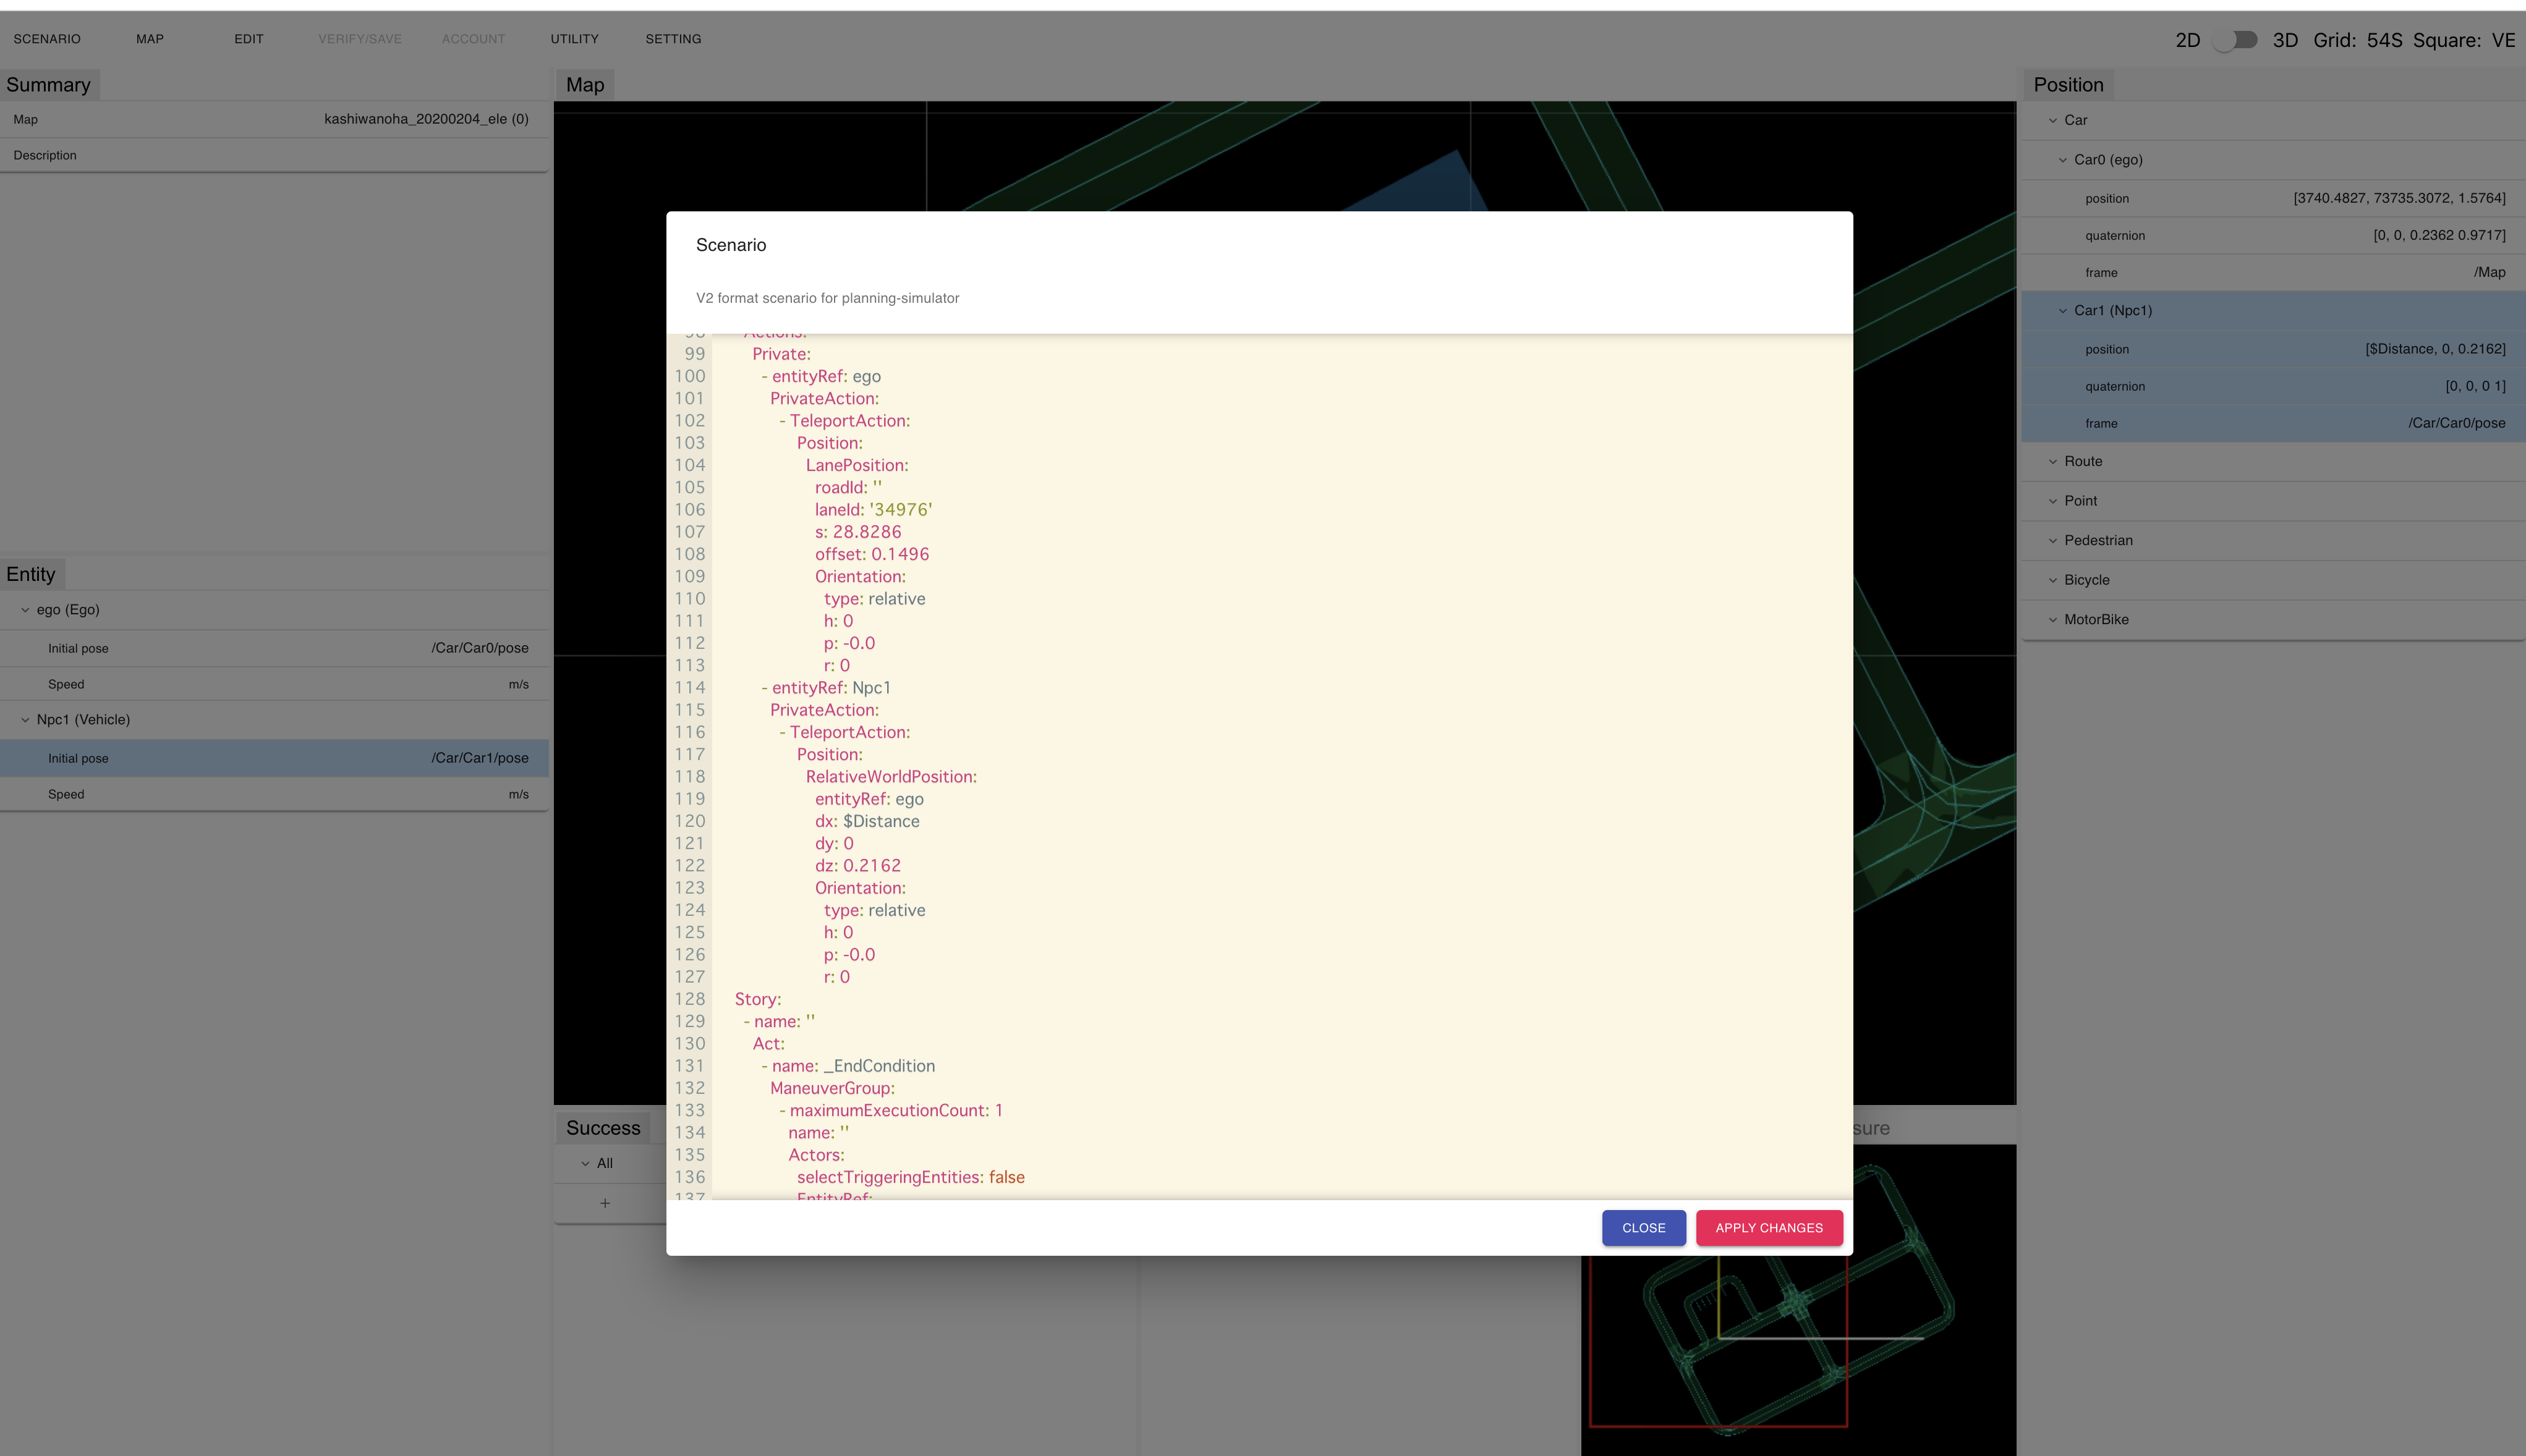 SCENARIO MAP EDIT VERIFY/SAVE ACCOUNT UTILITY SETTING
2D 3D Grid: 54S Square: VE
Summary
Map kashiwanoha_20200204_ele (0)
Description
Entity
ego (Ego)
Initial pose /Car/Car0/pose
Speed m/s
Npc1 (Vehicle)
Initial pose /Car/Car1/pose
Speed m/s
Map
Scenario
V2 format scenario for planning-simulator
98 Actions:
99 Private:
100 - entityRef: ego
101 PrivateAction:
102 - TeleportAction:
103 Position:
104 LanePosition:
105 roadId: ''
106 laneId: '34976'
107 s: 28.8286
108 offset: 0.1496
109 Orientation:
110 type: relative
111 h: 0
112 p: -0.0
113 r: 0
114 - entityRef: Npc1
115 PrivateAction:
116 - TeleportAction:
117 Position:
118 RelativeWorldPosition:
119 entityRef: ego
120 dx: $Distance
121 dy: 0
122 dz: 0.2162
123 Orientation:
124 type: relative
125 h: 0
126 p: -0.0
127 r: 0
128 Story:
129 - name: ''
130 Act:
131 - name: _EndCondition
132 ManeuverGroup:
133 - maximumExecutionCount: 1
134 name: ''
135 Actors:
136 selectTriggeringEntities: false
137 EntityRef:
CLOSE APPLY CHANGES
Success
All
+
sure
Position
Car
Car0 (ego)
position [3740.4827, 73735.3072, 1.5764]
quaternion [0, 0, 0.2362 0.9717]
frame /Map
Car1 (Npc1)
position [$Distance, 0, 0.2162]
quaternion [0, 0, 0 1]
frame /Car/Car0/pose
Route
Point
Pedestrian
Bicycle
MotorBike